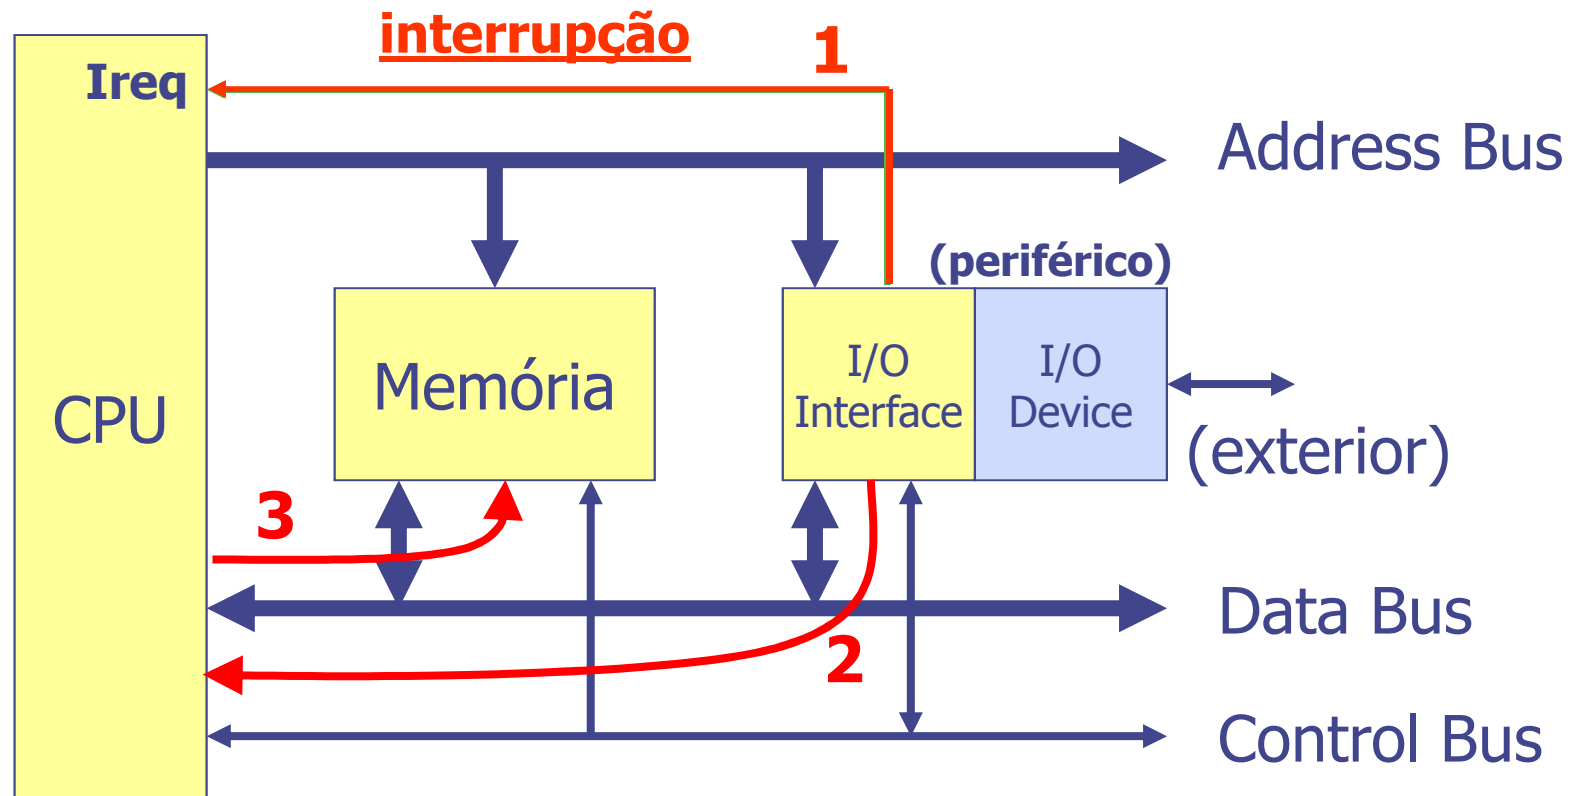 interrupção
1
Ireq
Address Bus
(periférico)
I/O
Interface
I/O
Device
Memória
CPU
(exterior)
3
Data Bus
2
Control Bus